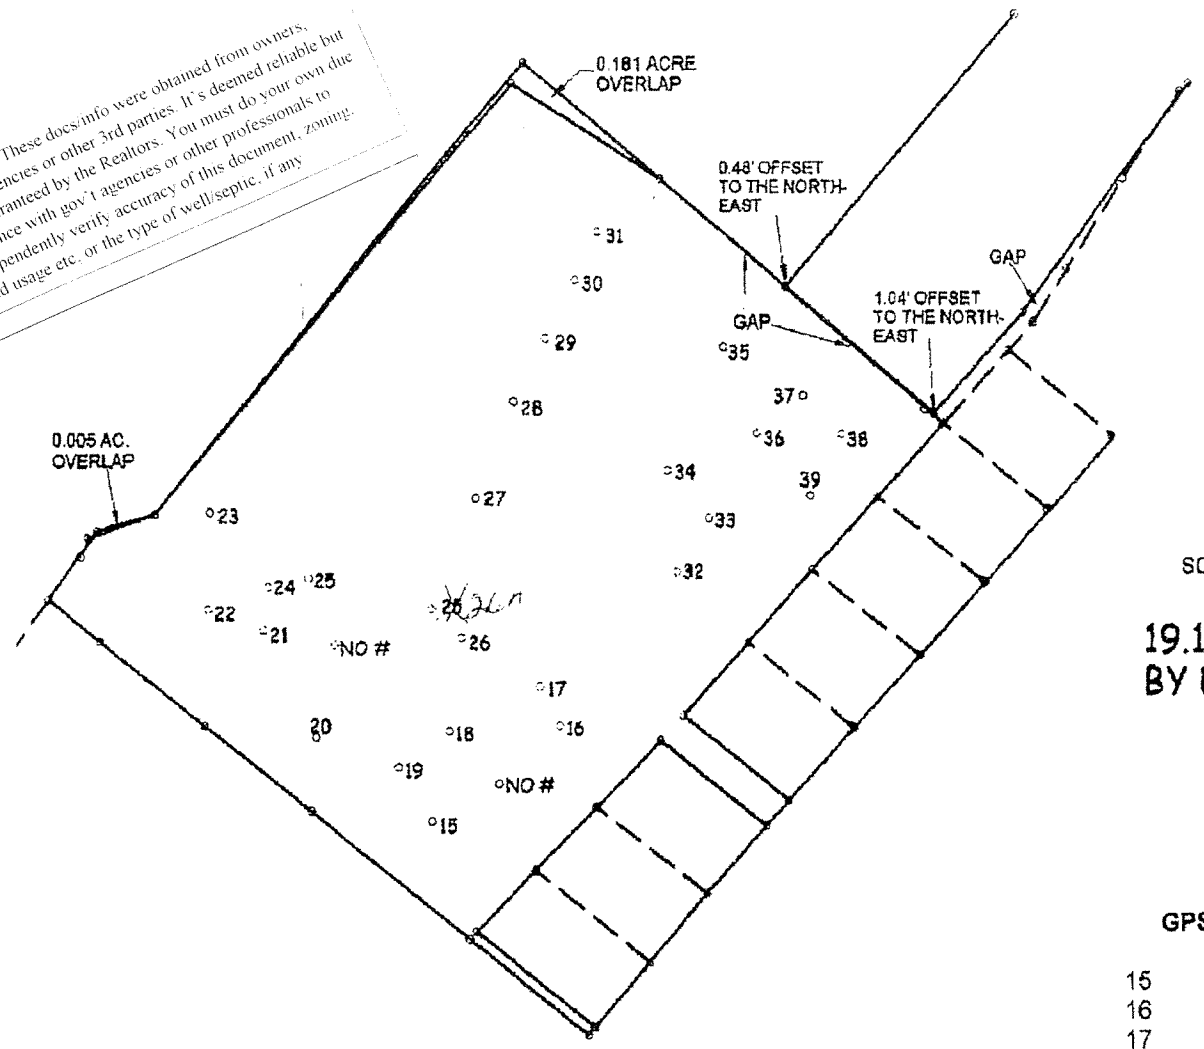 These docs/info were obtained from owners,
encies or other 3rd parties. It's deemed reliable but
ranteed by the Realtors. You must do your own due
nce with gov't agencies or other professionals to
pendently verify accuracy of this document, zoning,
d usage etc, or the type of well/septic, if any
0.181 ACRE
OVERLAP
0.48' OFFSET
TO THE NORTH-
EAST
GAP
1.04' OFFSET
TO THE NORTH-
EAST
GAP
0.005 AC.
OVERLAP
31
30
29
28
27
35
37
36
38
39
34
33
32
23
24
25
22
21
NO #
26
17
16
18
20
19
NO #
15
SC
19.1
BY
GPS
15
16
17